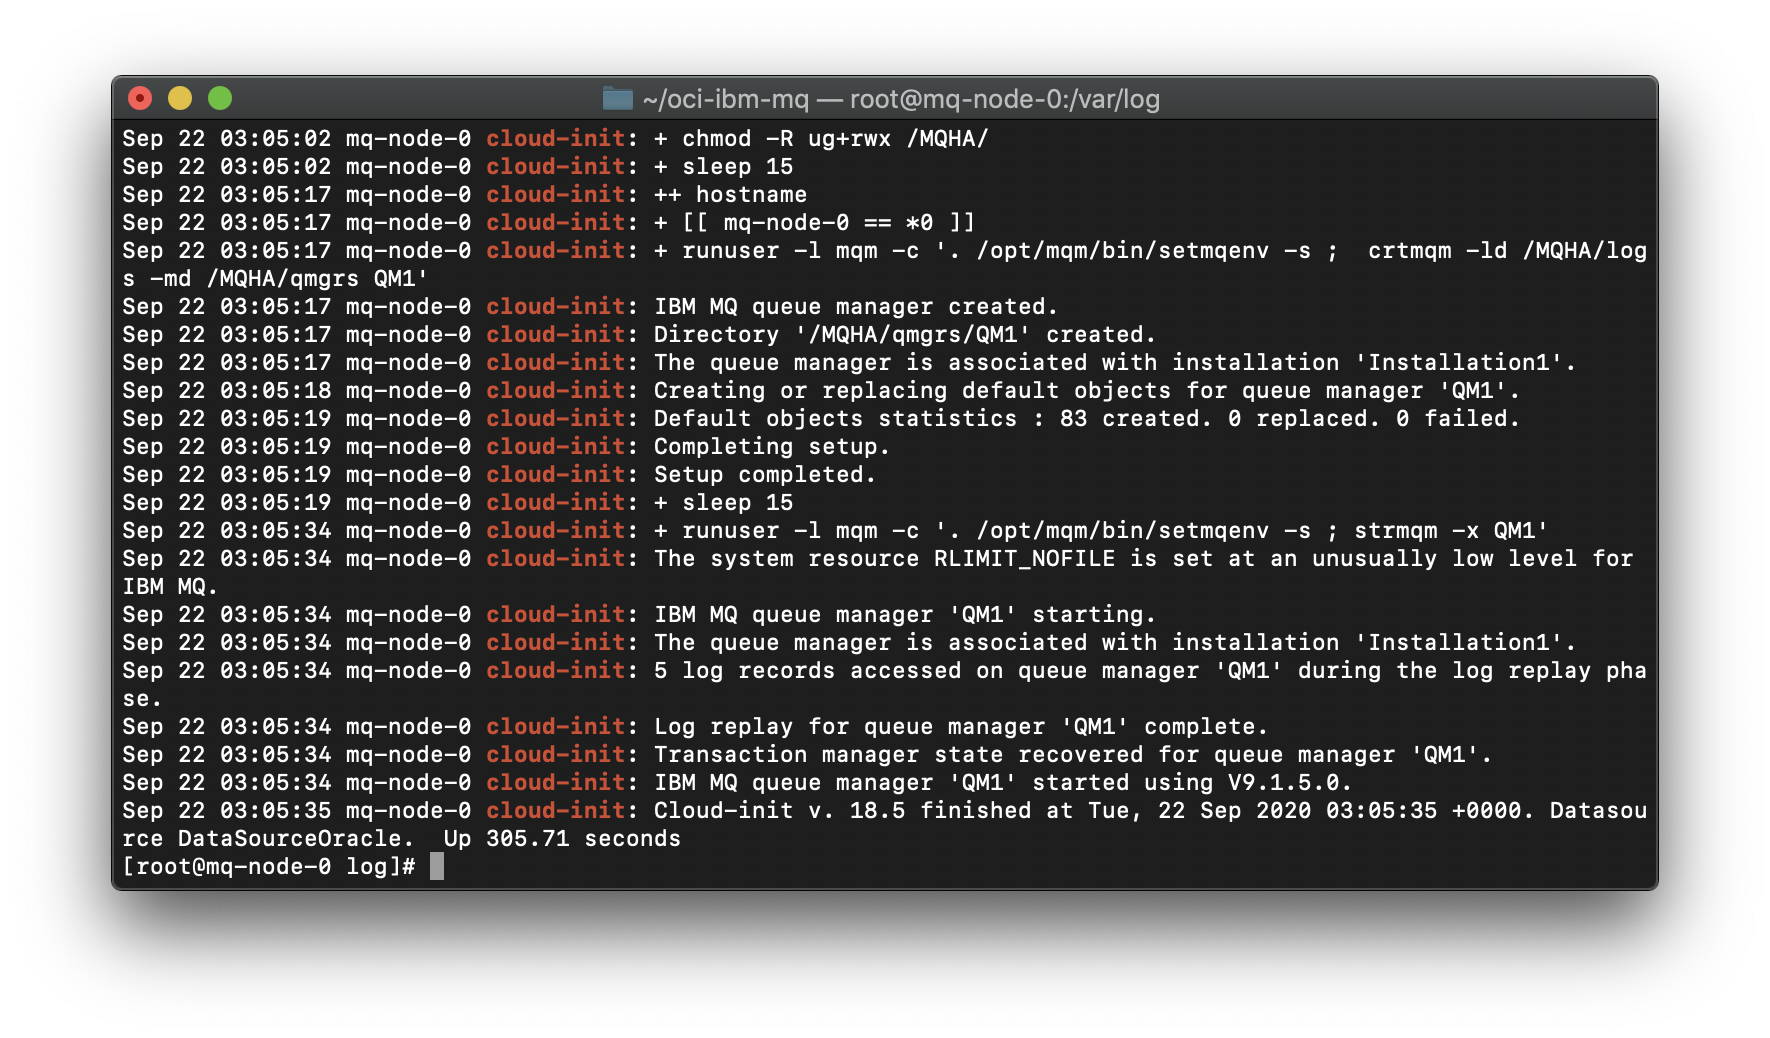 ~/oci-ibm-mq — root@mq-node-0:/var/log
Sep 22 03:05:02 mq-node-0 cloud-init: + chmod -R ug+rwx /MQHA/
Sep 22 03:05:02 mq-node-0 cloud-init: + sleep 15
Sep 22 03:05:17 mq-node-0 cloud-init: ++ hostname
Sep 22 03:05:17 mq-node-0 cloud-init: + [[ mq-node-0 == *0 ]]
Sep 22 03:05:17 mq-node-0 cloud-init: + runuser -l mqm -c '. /opt/mqm/bin/setmqenv -s ;  crtmqm -ld /MQHA/log
s -md /MQHA/qmgrs QM1'
Sep 22 03:05:17 mq-node-0 cloud-init: IBM MQ queue manager created.
Sep 22 03:05:17 mq-node-0 cloud-init: Directory '/MQHA/qmgrs/QM1' created.
Sep 22 03:05:17 mq-node-0 cloud-init: The queue manager is associated with installation 'Installation1'.
Sep 22 03:05:18 mq-node-0 cloud-init: Creating or replacing default objects for queue manager 'QM1'.
Sep 22 03:05:19 mq-node-0 cloud-init: Default objects statistics : 83 created. 0 replaced. 0 failed.
Sep 22 03:05:19 mq-node-0 cloud-init: Completing setup.
Sep 22 03:05:19 mq-node-0 cloud-init: Setup completed.
Sep 22 03:05:19 mq-node-0 cloud-init: + sleep 15
Sep 22 03:05:34 mq-node-0 cloud-init: + runuser -l mqm -c '. /opt/mqm/bin/setmqenv -s ; strmqm -x QM1'
Sep 22 03:05:34 mq-node-0 cloud-init: The system resource RLIMIT_NOFILE is set at an unusually low level for
IBM MQ.
Sep 22 03:05:34 mq-node-0 cloud-init: IBM MQ queue manager 'QM1' starting.
Sep 22 03:05:34 mq-node-0 cloud-init: The queue manager is associated with installation 'Installation1'.
Sep 22 03:05:34 mq-node-0 cloud-init: 5 log records accessed on queue manager 'QM1' during the log replay pha
se.
Sep 22 03:05:34 mq-node-0 cloud-init: Log replay for queue manager 'QM1' complete.
Sep 22 03:05:34 mq-node-0 cloud-init: Transaction manager state recovered for queue manager 'QM1'.
Sep 22 03:05:34 mq-node-0 cloud-init: IBM MQ queue manager 'QM1' started using V9.1.5.0.
Sep 22 03:05:35 mq-node-0 cloud-init: Cloud-init v. 18.5 finished at Tue, 22 Sep 2020 03:05:35 +0000. Datasou
rce DataSourceOracle.  Up 305.71 seconds
[root@mq-node-0 log]#